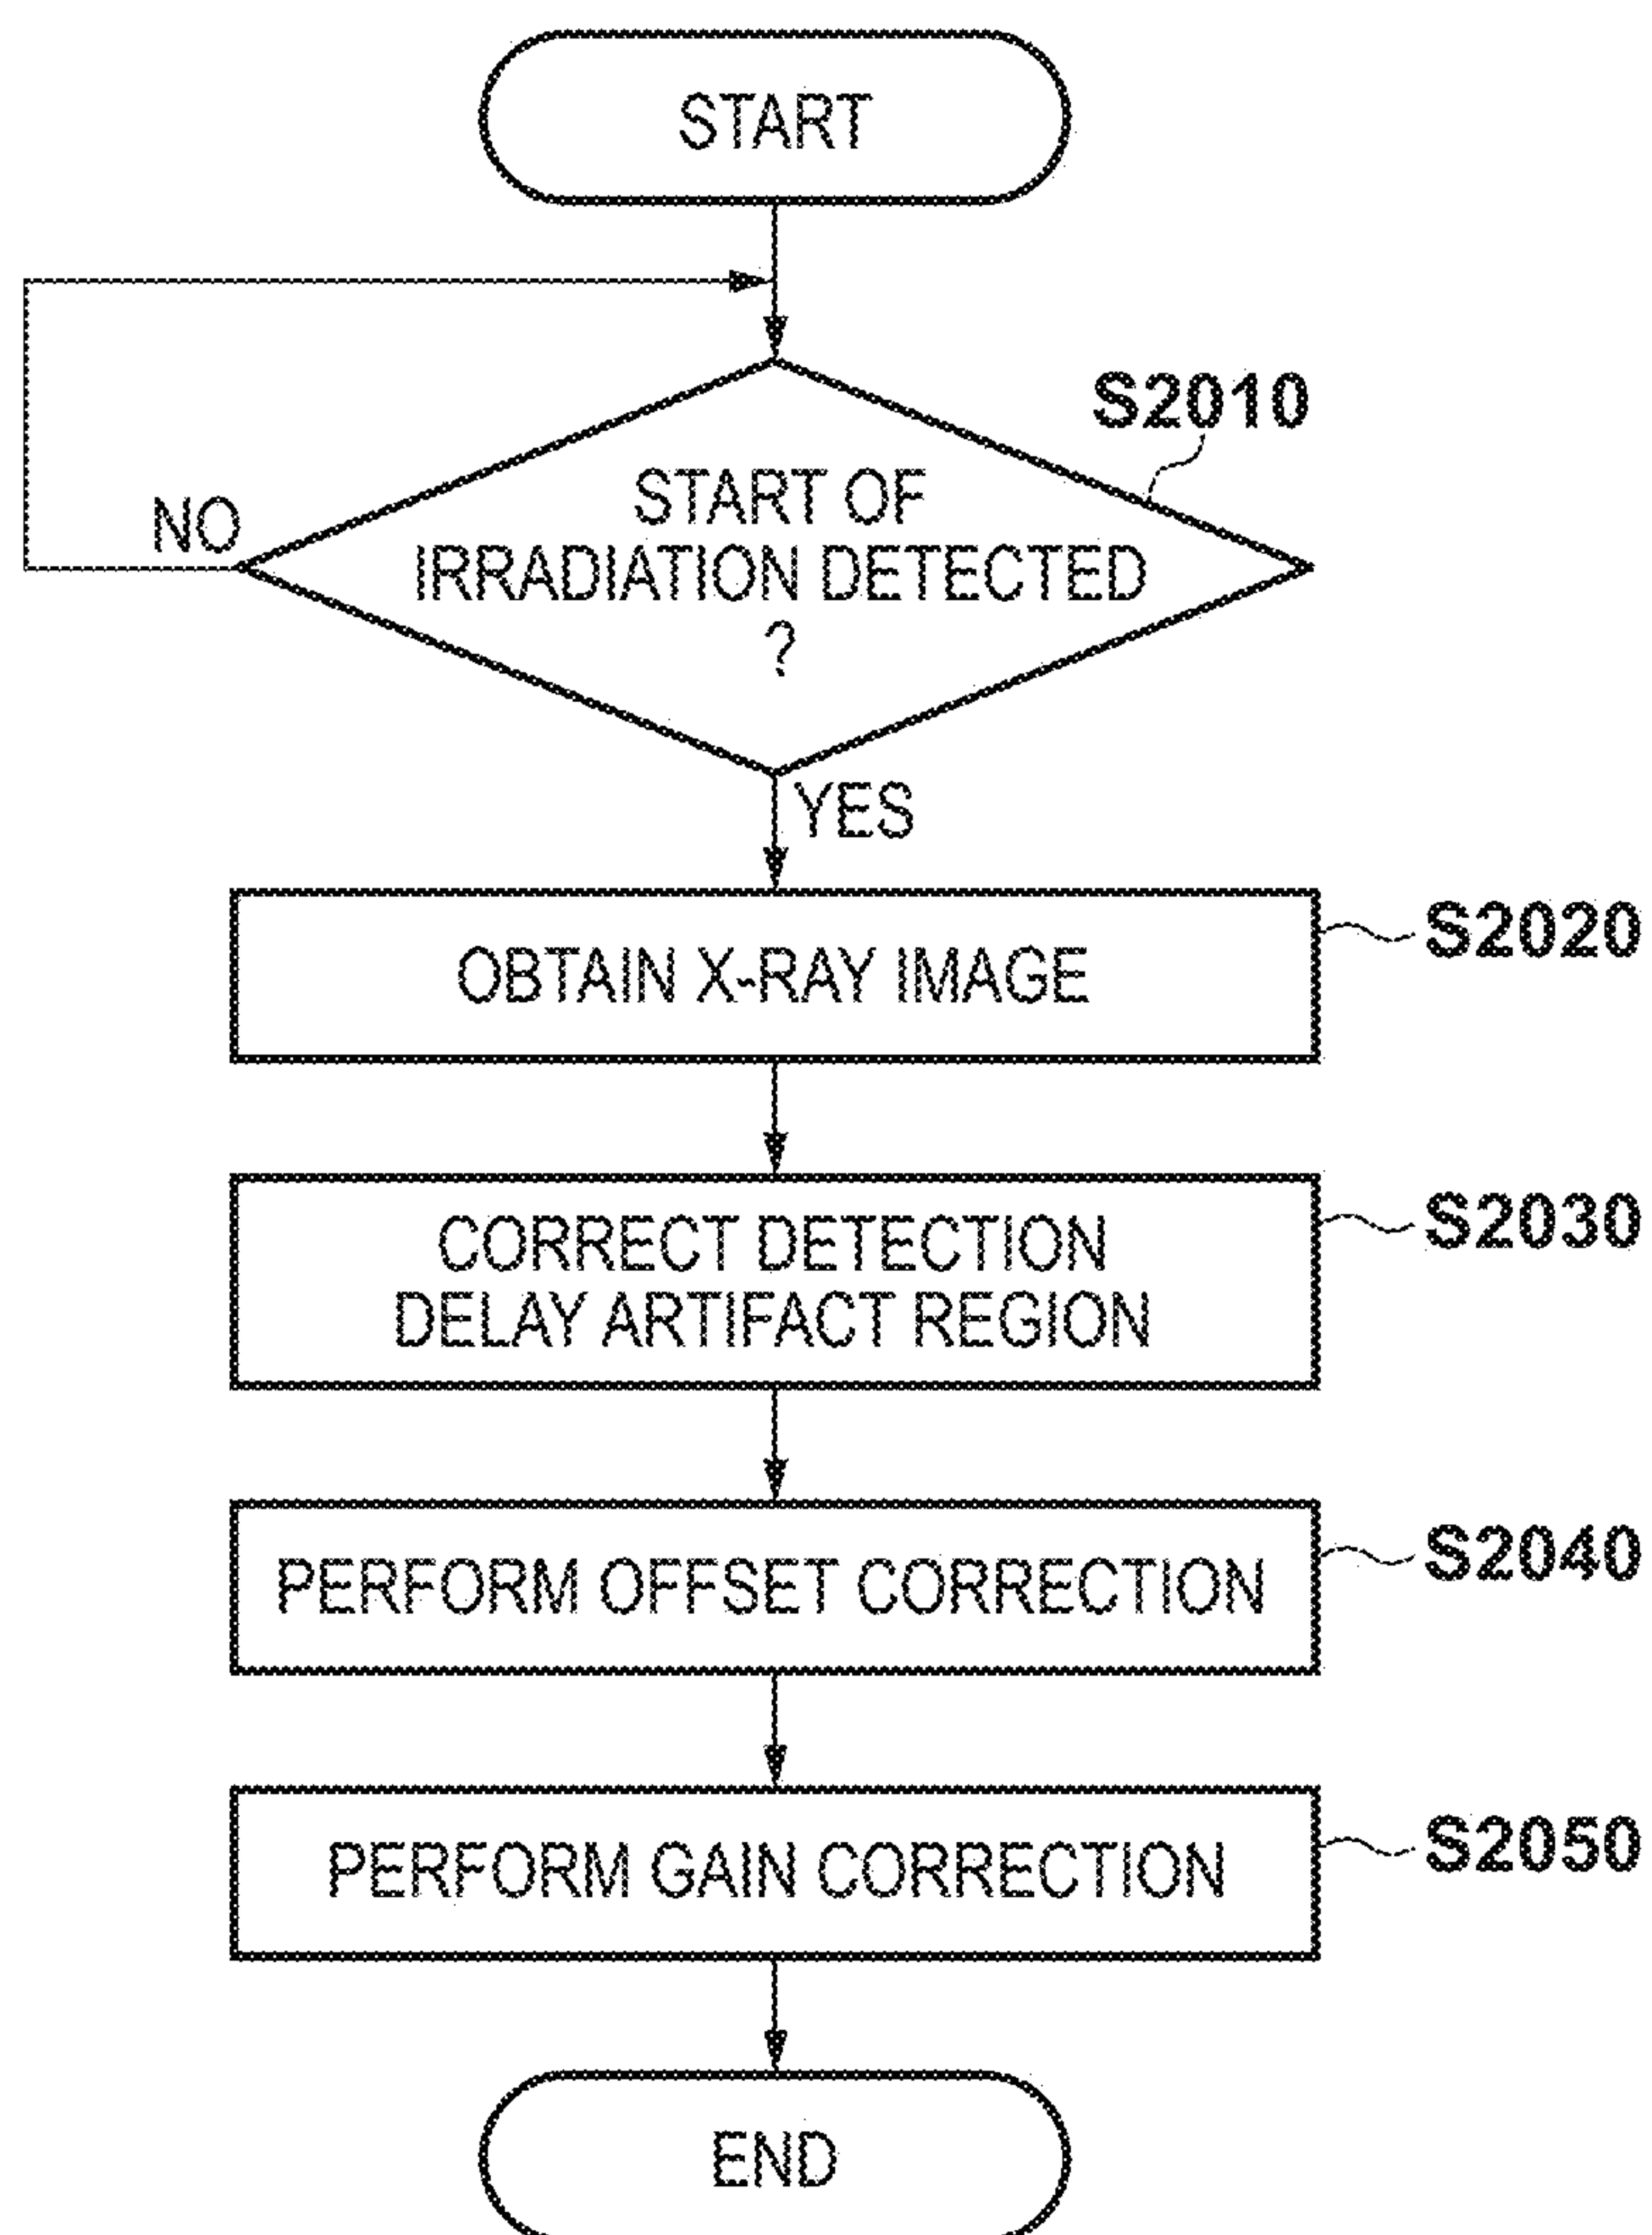 START
S2010
START OF
IRRADIATION DETECTED
?
NO
YES
OBTAIN X-RAY IMAGE
S2020
CORRECT DETECTION
DELAY ARTIFACT REGION
S2030
PERFORM OFFSET CORRECTION
S2040
PERFORM GAIN CORRECTION
S2050
END